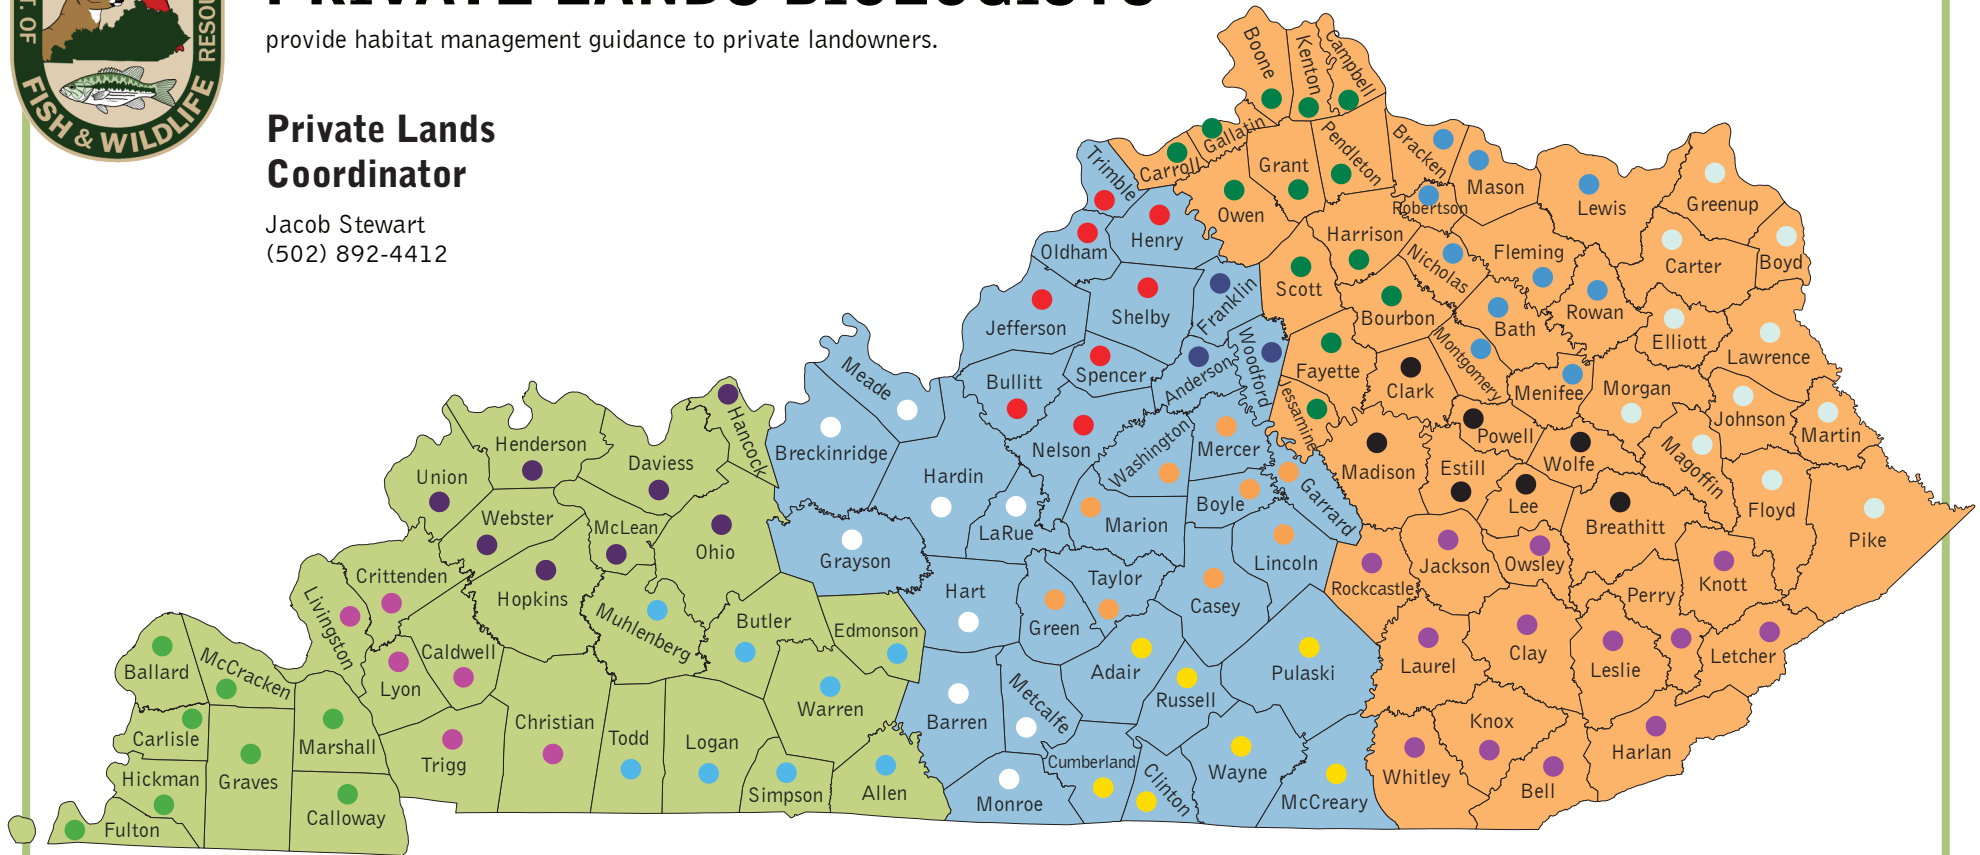 PRIVATE LANDS BIOLOGISTS
provide habitat management guidance to private landowners.
T. OF
FISH & WILDLIFE
RESOU
Private Lands
Coordinator
Jacob Stewart
(502) 892-4412
Boone
Kenton
Campbell
Gallatin
Carroll
Grant
Pendleton
Bracken
Mason
Robertson
Lewis
Greenup
Trimble
Owen
Henry
Oldham
Harrison
Nicholas
Fleming
Carter
Boyd
Scott
Franklin
Shelby
Jefferson
Bourbon
Bath
Rowan
Elliott
Lawrence
Montgomery
Woodford
Fayette
Anderson
Spencer
Bullitt
Meade
Clark
Menifee
Morgan
Johnson
Martin
Jessamine
Hancock
Henderson
Daviess
Union
Breckinridge
Nelson
Washington
Mercer
Madison
Powell
Estill
Wolfe
Magoffin
Hardin
Lee
Floyd
Garrard
Boyle
Marion
LaRue
Breathitt
Pike
Webster
McLean
Ohio
Grayson
Lincoln
Crittenden
Hopkins
Livingston
Muhlenberg
Butler
Edmonson
Hart
Taylor
Green
Casey
Rockcastle
Jackson
Owsley
Perry
Knott
Ballard
McCracken
Caldwell
Lyon
Warren
Adair
Russell
Pulaski
Laurel
Clay
Leslie
Letcher
Carlisle
Marshall
Trigg
Christian
Todd
Logan
Barren
Metcalfe
Knox
Harlan
Hickman
Graves
Calloway
Fulton
Simpson
Allen
Monroe
Cumberland
Clinton
Wayne
McCreary
Whitley
Bell